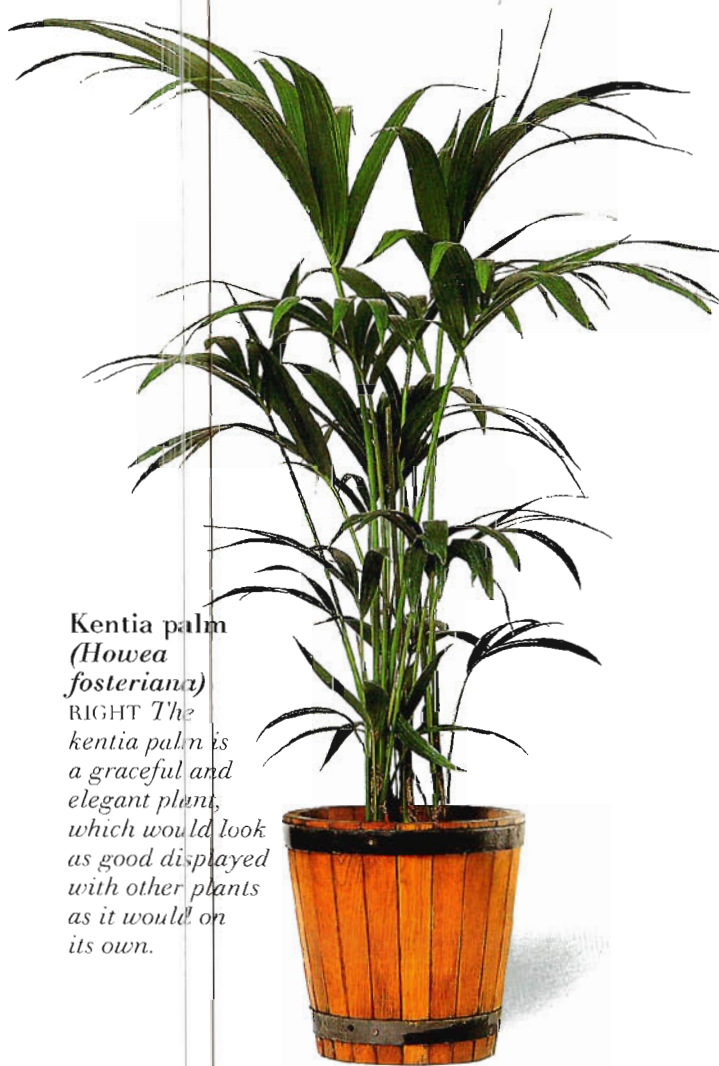 Kentia palm
(Howea
fosteriana)
RIGHT The
kentia palm is
a graceful and
elegant plant,
which would look
as good displayed
with other plants
as it would on
its own.